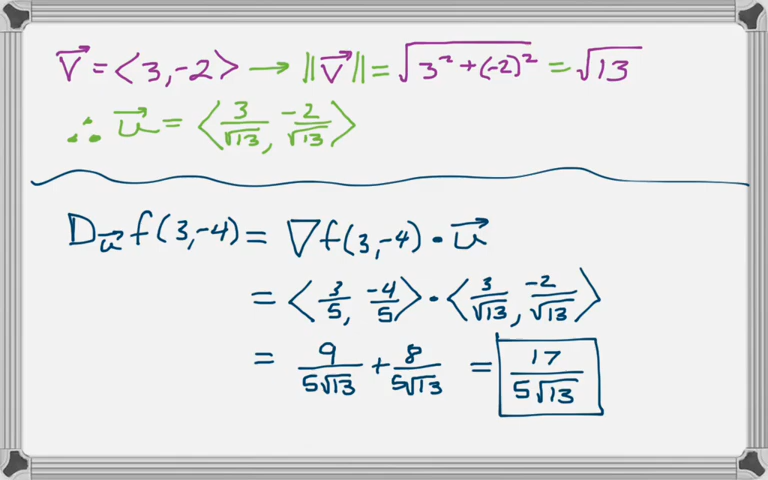 v⃗ = ⟨3, -2⟩ → ‖v⃗‖ = √(3² + (-2)²) = √13
∴ u⃗ = ⟨3/√13, -2/√13⟩
D_u⃗ f(3, -4) = ∇f(3, -4) • u⃗
= ⟨3/5, -4/5⟩ • ⟨3/√13, -2/√13⟩
= 9/5√13 + 8/5√13 = 17/5√13